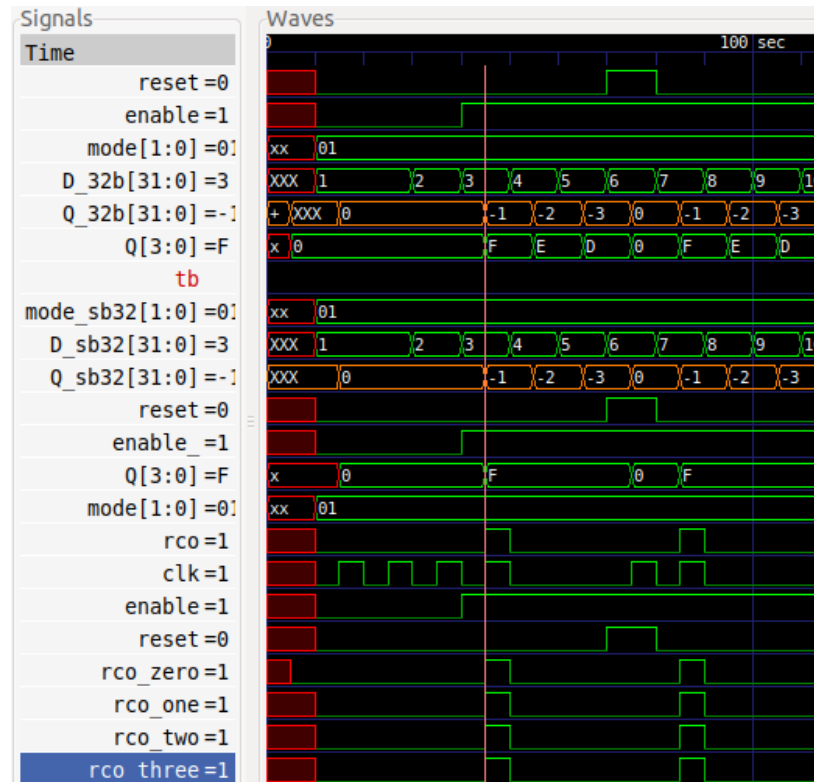 Signals Waves
Time 0 100 sec
reset =0
enable =1
mode[1:0] =01 xx 01
D_32b[31:0] =3 XXX 1 2 3 4 5 6 7 8 9 1
Q_32b[31:0] =-1 + XXX 0 -1 -2 -3 0 -1 -2 -3
Q[3:0] =F x 0 F E D 0 F E D
tb
mode_sb32[1:0] =01 xx 01
D_sb32[31:0] =3 XXX 1 2 3 4 5 6 7 8 9 1
Q_sb32[31:0] =-1 XXX 0 -1 -2 -3 0 -1 -2 -3
reset =0
enable_ =1
Q[3:0] =F x 0 F 0 F
mode[1:0] =01 xx 01
rco =1
clk =1
enable =1
reset =0
rco_zero =1
rco_one =1
rco_two =1
rco_three =1